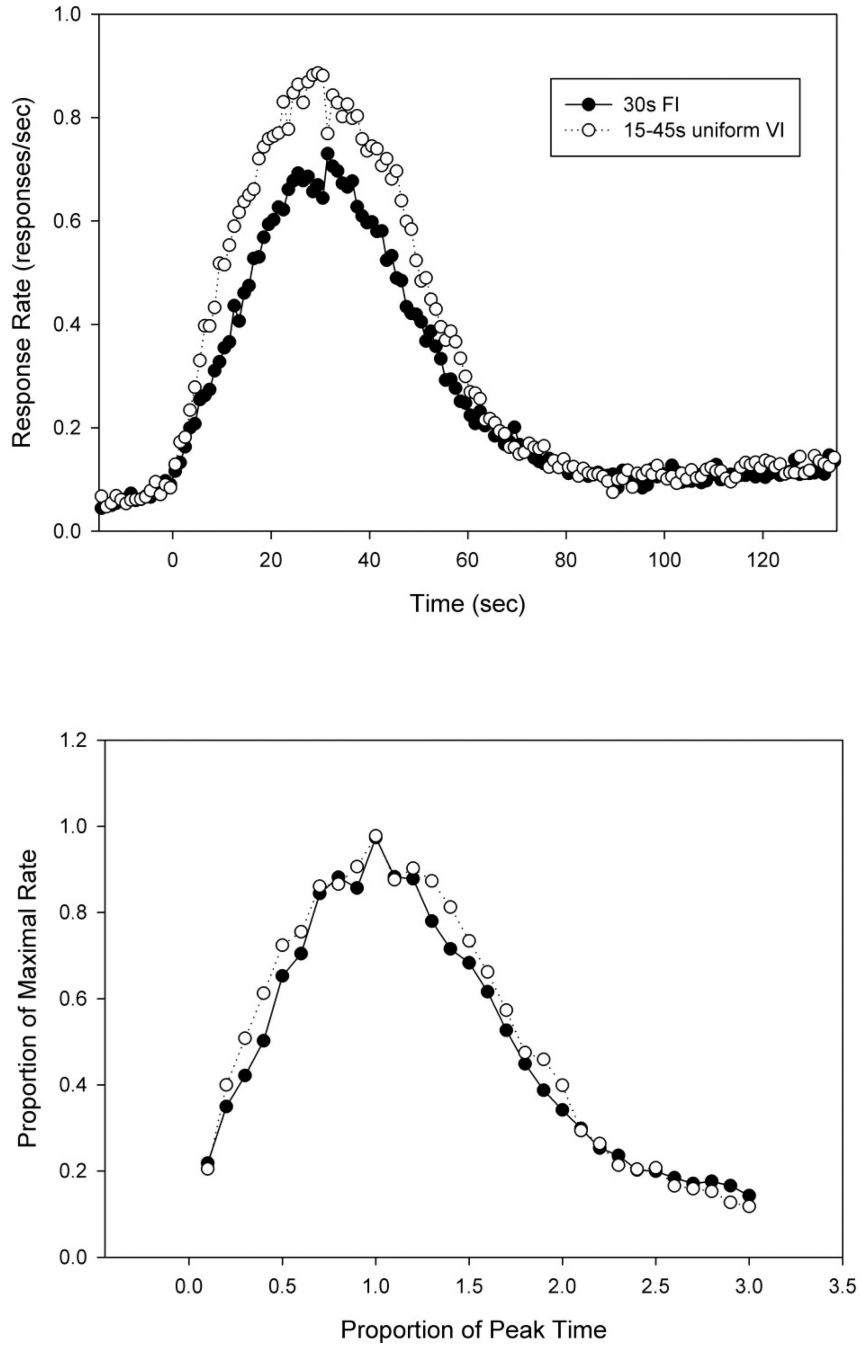 1.0
0.8
0.6
0.4
0.2
0.0
Response Rate (responses/sec)
30s FI
15-45s uniform VI
0 20 40 60 80 100 120
Time (sec)
1.2
1.0
0.8
0.6
0.4
0.2
0.0
Proportion of Maximal Rate
0.0 0.5 1.0 1.5 2.0 2.5 3.0 3.5
Proportion of Peak Time